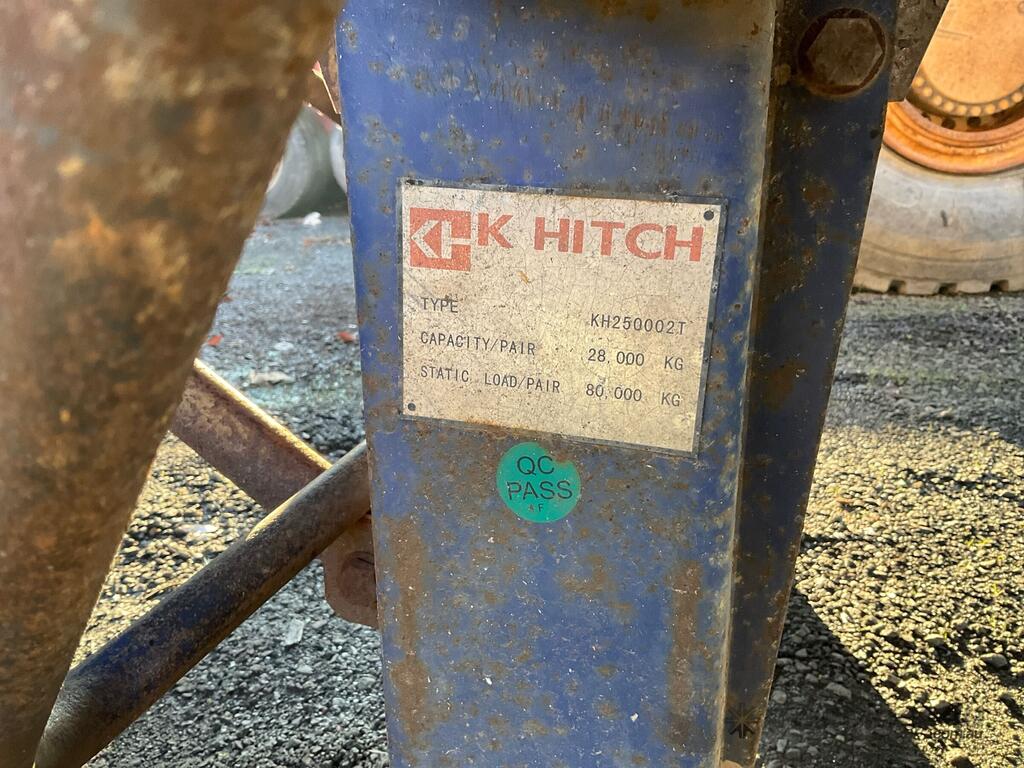 K HITCH
TYPE KH250002T
CAPACITY/PAIR 28,000 KG
STATIC LOAD/PAIR 80,000 KG
QC
PASS